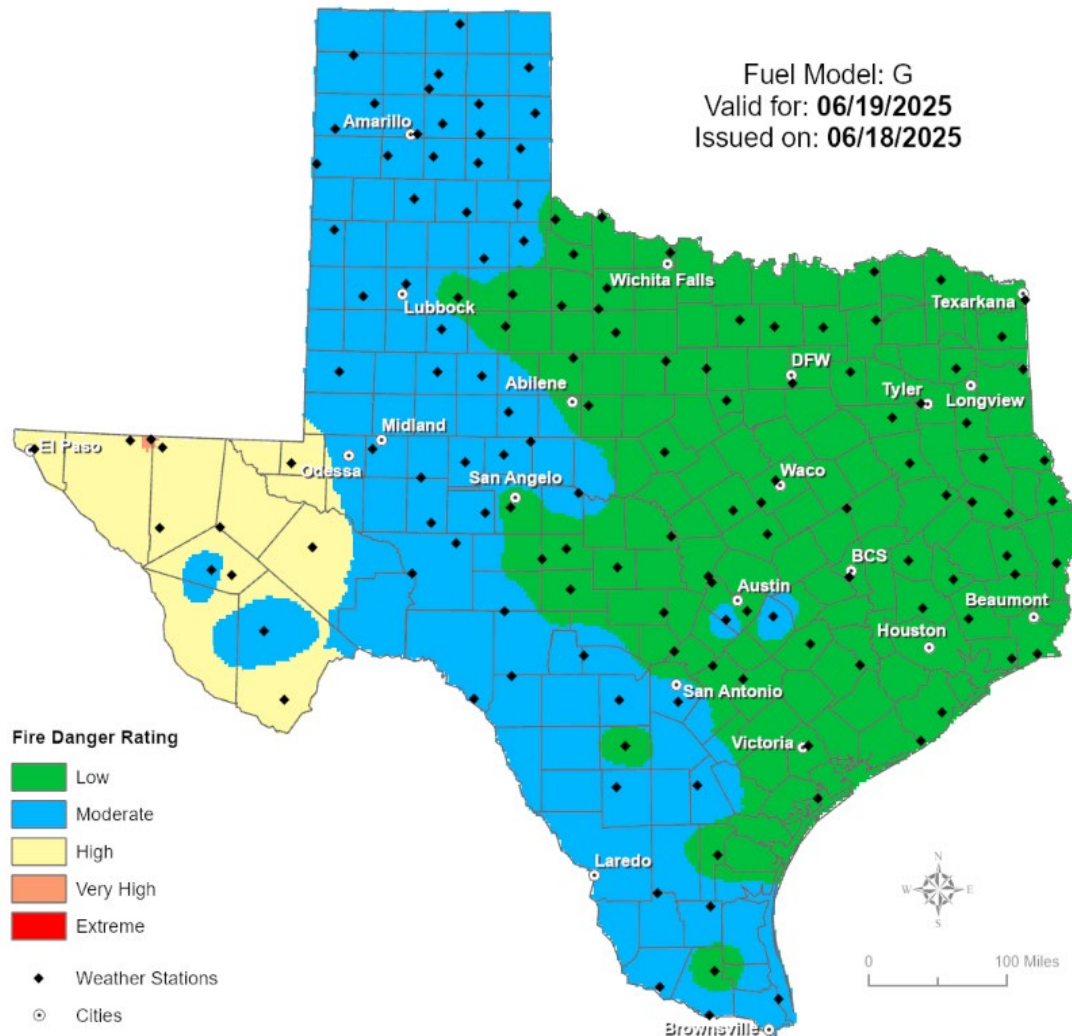 Fuel Model: G
Valid for: 06/19/2025
Issued on: 06/18/2025
Amarillo
Wichita Falls
Lubbock
Texarkana
DFW
Abilene
Tyler
Longview
El Paso
Midland
Odessa
San Angelo
Waco
BCS
Austin
Beaumont
Houston
San Antonio
Victoria
Laredo
Brownsville
Fire Danger Rating
Low
Moderate
High
Very High
Extreme
Weather Stations
Cities
N
W E
S
0 100 Miles